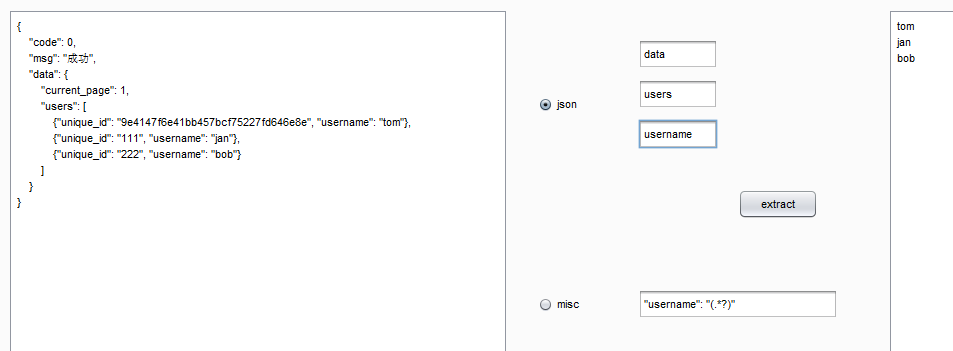 {
"code": 0,
"msg": "成功",
"data": {
"current_page": 1,
"users": [
{"unique_id": "9e4147f6e41bb457bcf75227fd646e8e", "username": "tom"},
{"unique_id": "111", "username": "jan"},
{"unique_id": "222", "username": "bob"}
]
}
}
data
json
users
username
extract
misc
"username": "(.*?)"
tom
jan
bob